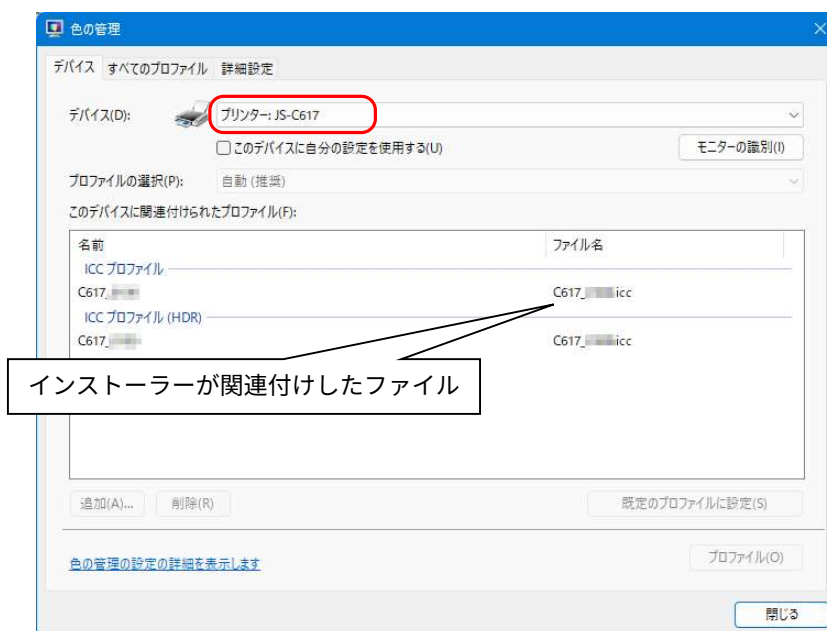 色の管理
デバイス すべてのプロファイル 詳細設定
デバイス(D): プリンター: JS-C617
このデバイスに自分の設定を使用する(U) モニターの識別(I)
プロファイルの選択(P): 自動 (推奨)
このデバイスに関連付けられたプロファイル(F):
名前 ファイル名
ICC プロファイル
C617_ C617_ icc
ICC プロファイル (HDR)
C617_ C617_ icc
インストーラーが関連付けしたファイル
追加(A)... 削除(R) 既定のプロファイルに設定(S)
色の管理の設定の詳細を表示します プロファイル(O)
閉じる